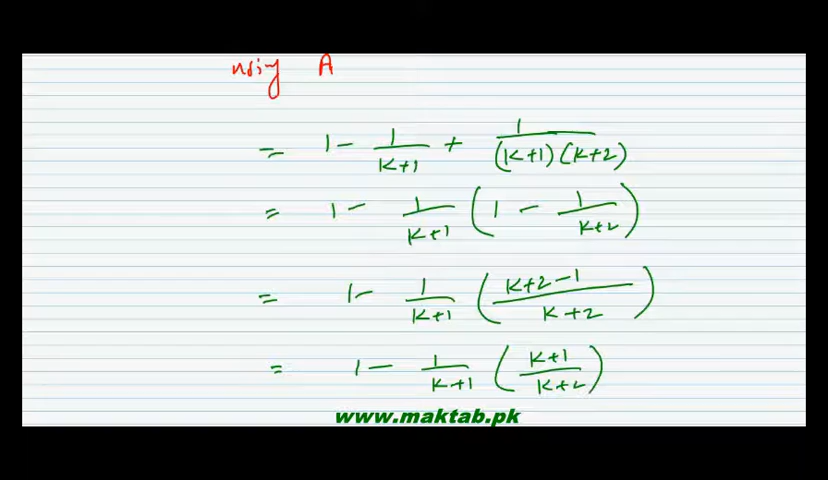 using A
= 1 - 1/(K+1) + 1/((K+1)(K+2))
= 1 - 1/(K+1) (1 - 1/(K+2))
= 1 - 1/(K+1) ((K+2-1)/(K+2))
= 1 - 1/(K+1) ((K+1)/(K+2))
www.maktab.pk